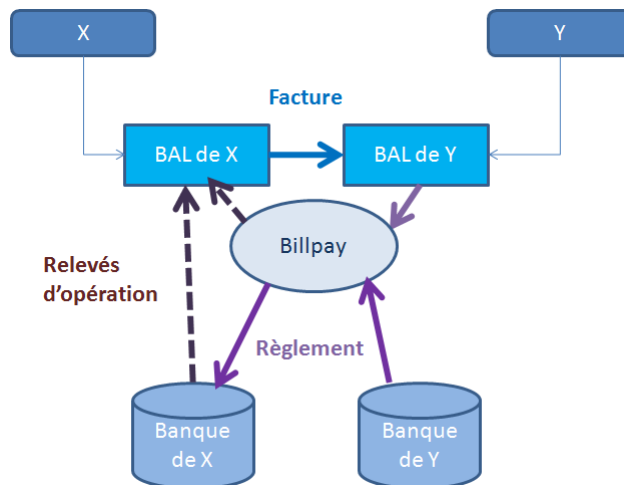 X
Y
Facture
BAL de X
BAL de Y
Billpay
Relevés
d'opération
Règlement
Banque
de X
Banque
de Y